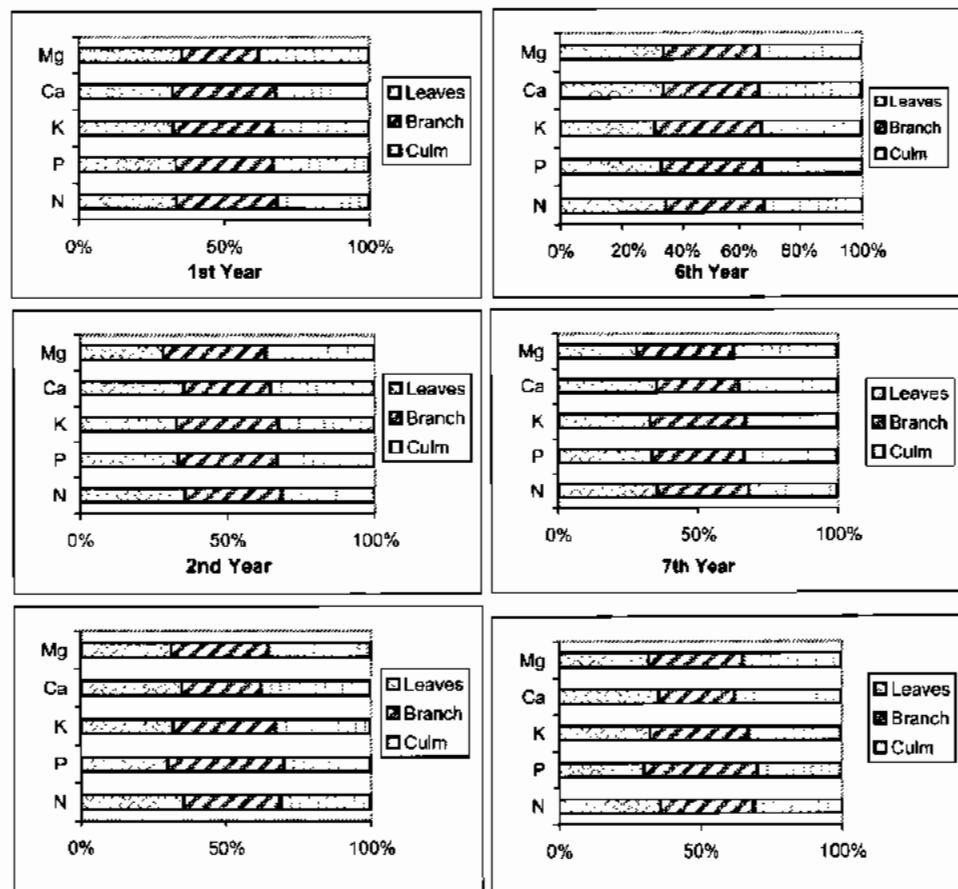 Mg
Ca
K
P
N
0%
50%
100%
1st Year
Leaves
Branch
Culm
Mg
Ca
K
P
N
0%
20%
40%
60%
80%
100%
6th Year
Leaves
Branch
Culm
Mg
Ca
K
P
N
0%
50%
100%
2nd Year
Leaves
Branch
Culm
Mg
Ca
K
P
N
0%
50%
100%
7th Year
Leaves
Branch
Culm
Mg
Ca
K
P
N
0%
50%
100%
Leaves
Branch
Culm
Mg
Ca
K
P
N
0%
50%
100%
Leaves
Branch
Culm